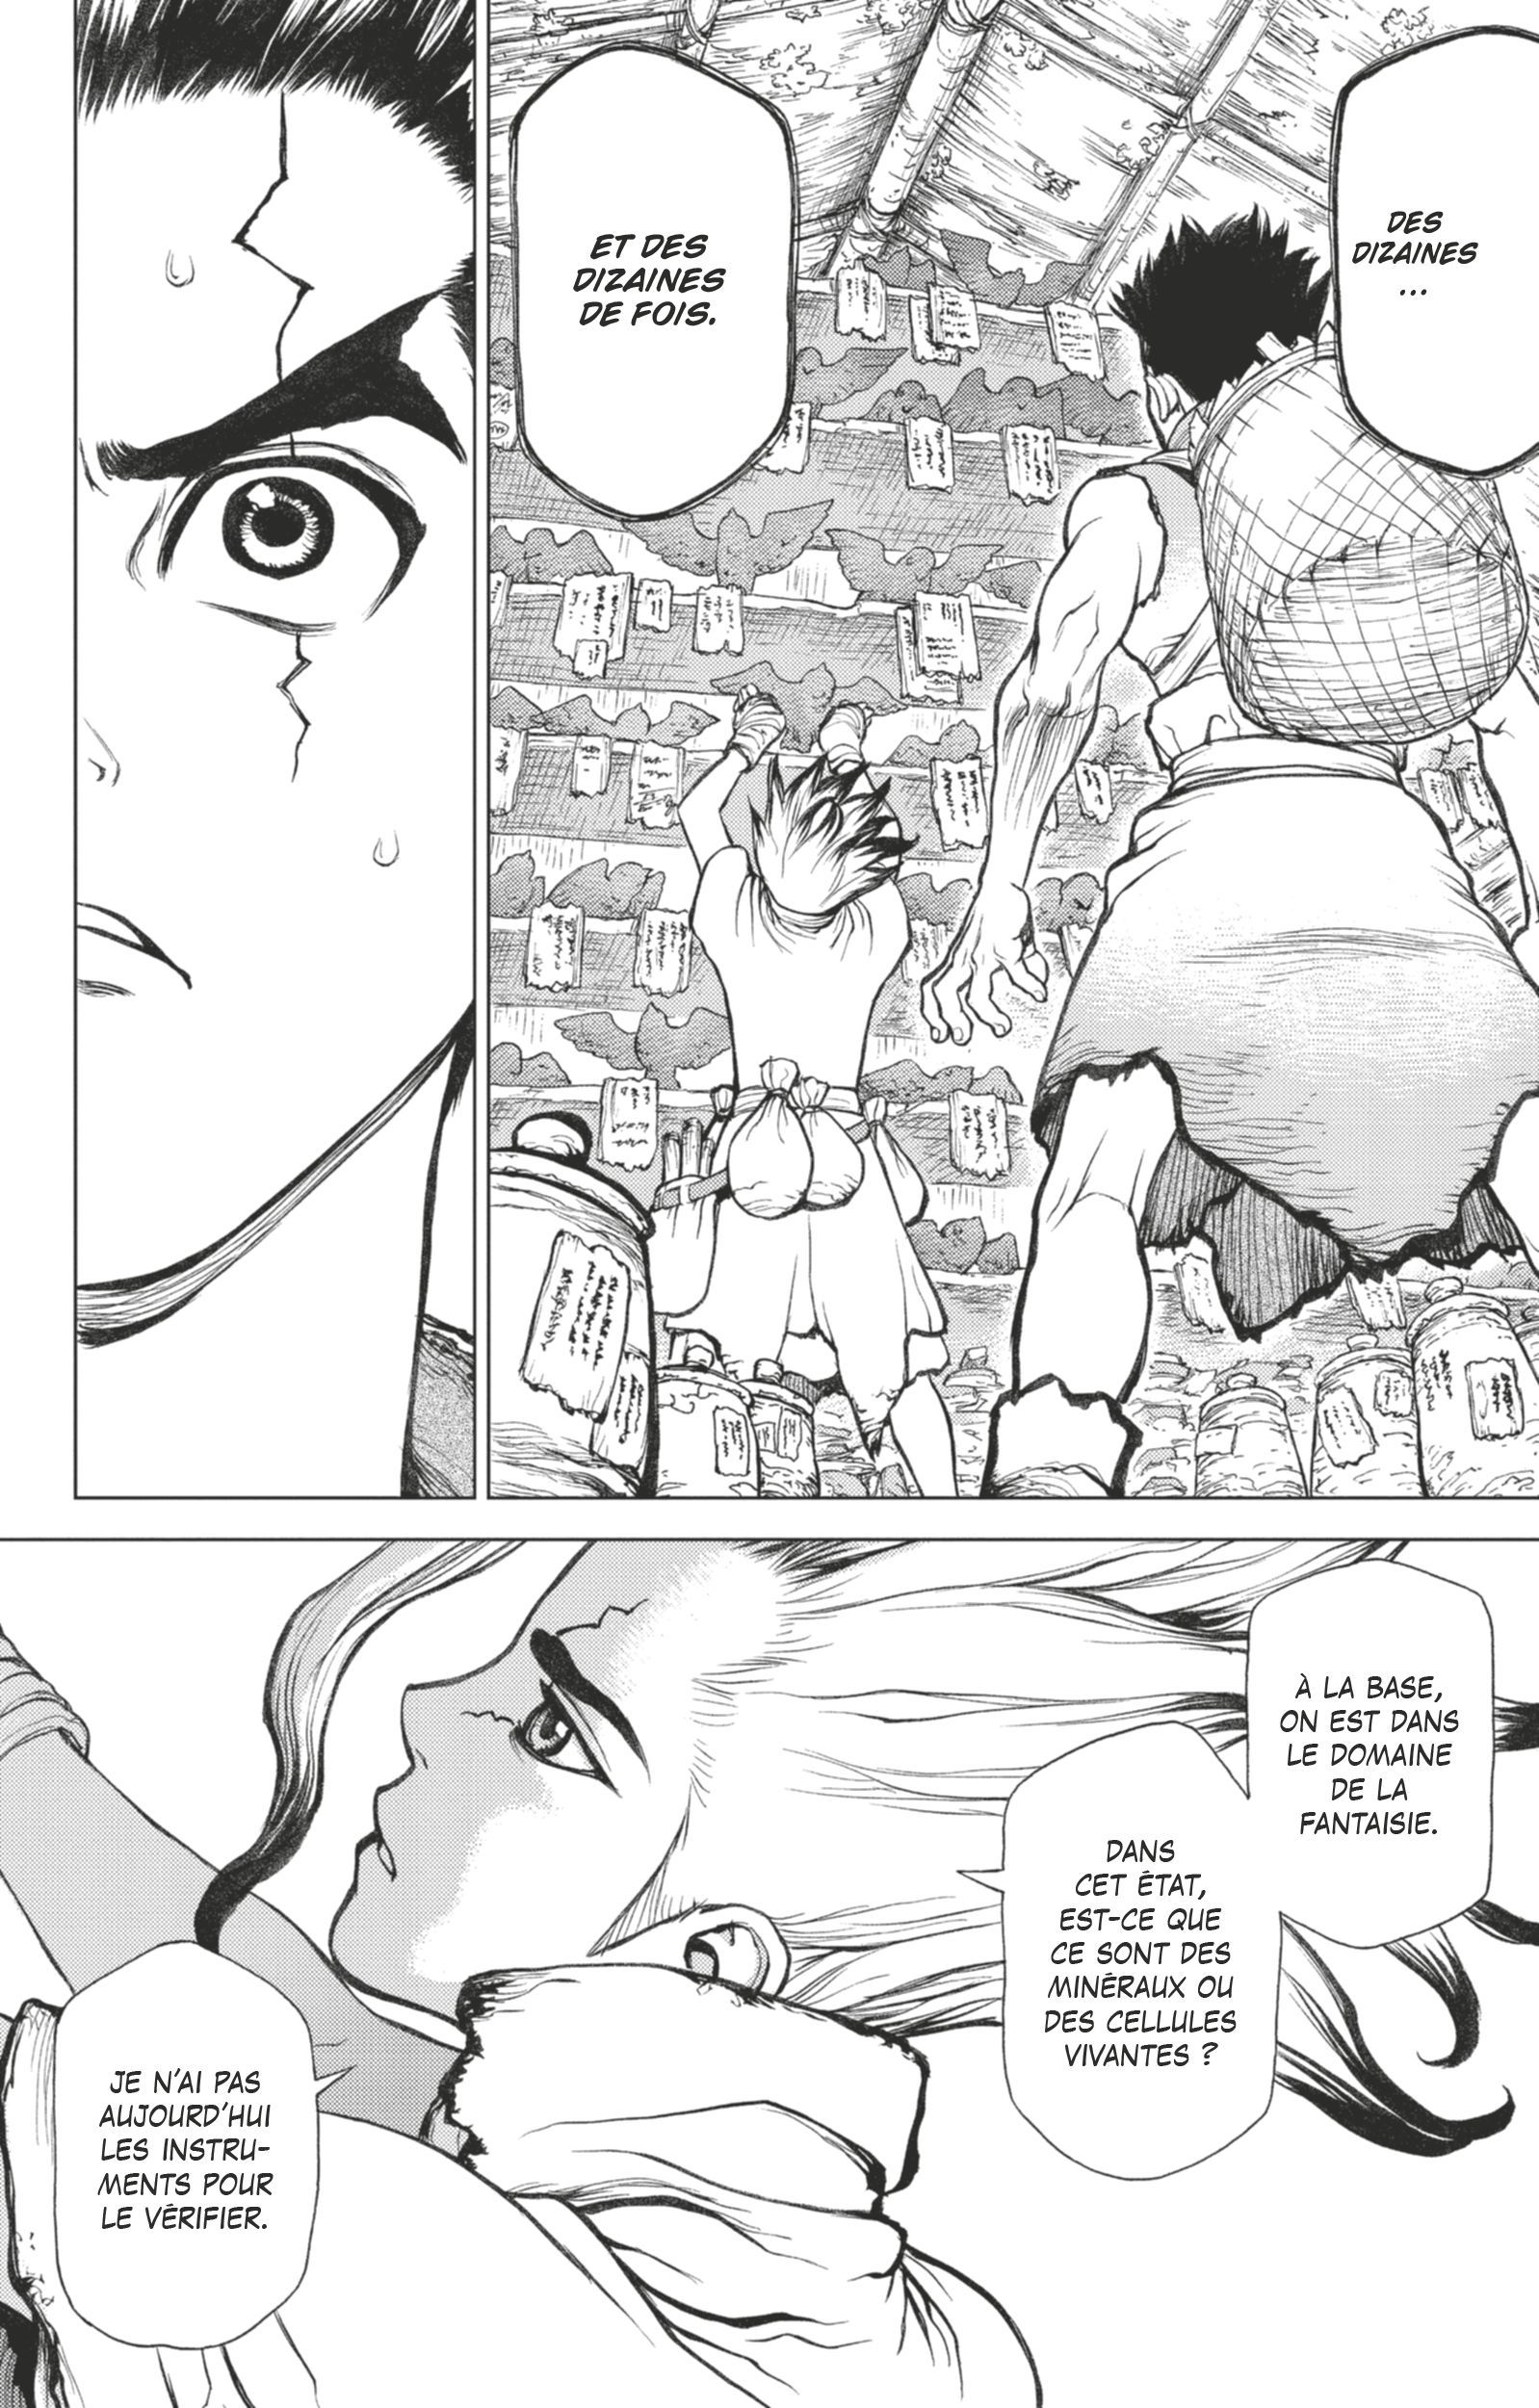 DES
DIZAINES
...
ET DES
DIZAINES
DE FOIS.
À LA BASE,
ON EST DANS
LE DOMAINE
DE LA
FANTAISIE.
DANS
CET ÉTAT,
EST-CE QUE
CE SONT DES
MINÉRAUX OU
DES CELLULES
VIVANTES ?
JE N'AI PAS
AUJOURD'HUI
LES INSTRU-
MENTS POUR
LE VÉRIFIER.